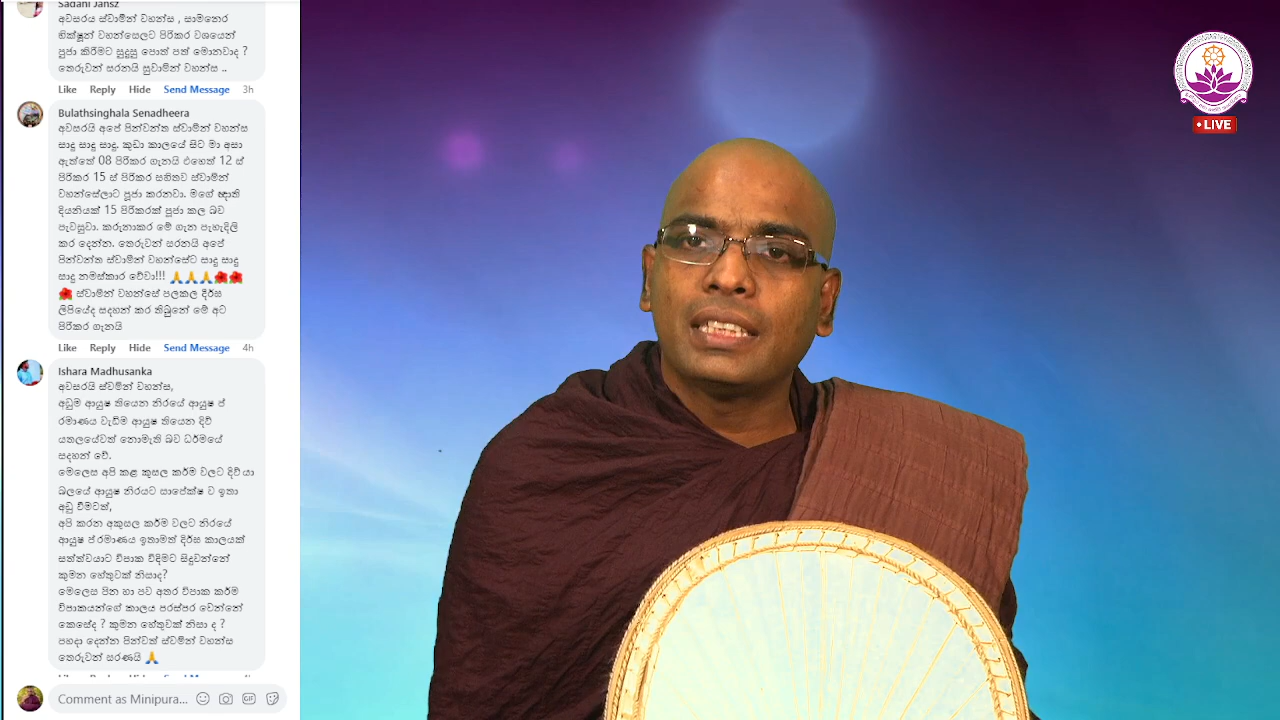 Sadani Jansz
අවසරය ස්වාමීන් වහන්ස , සාමනෙර
භික්ෂූන් වහන්සෙලට පිරිකර වශයෙන්
පුජා කිරීමට සුදුසු පොත් පත් මොනවාද ?
තෙරුවන් සරනයි සුවාමින් වහන්ස ..
Like Reply Hide Send Message 3h
Bulathsinghala Senadheera
අවසරයි අපේ පින්වන්ත ස්වාමීන් වහන්ස
සාදු සාදු සාදු. කුඩා කාලයේ සිට මා අසා
ඇත්තේ 08 පිරිකර ගැනයි එහෙත් 12 ස්
පිරිකර 15 ස් පිරිකර සහිතව ස්වාමීන්
වහන්සේලාට පුජා කරනවා. මගේ ඥාති
දියනියක් 15 පිරිකරක් පුජා කල බව
පැවසුවා. කරුනාකර මේ ගැන පැහැදිලි
කර දෙන්න. තෙරුවන් සරනයි අපේ
පින්වන්ත ස්වාමීන් වහන්සේට සාදු සාදු
සාදු නමස්කාර වේවා!!! 🙏🙏🙏🌺🌺
🌺 ස්වාමීන් වහන්සේ පලකල දීර්ඝ
ලිපියේද සදහන් කර තිබුනේ මේ අට
පිරිකර ගැනයි
Like Reply Hide Send Message 4h
Ishara Madhusanka
අවසරයි ස්වමීන් වහන්ස,
අඩුම ආයුෂ තියෙන නිරයේ ආයුෂ ප්
රමාණය වැඩිම ආයුෂ තියෙන දිව්
යතලයේවත් නොමැති බව ධර්මයේ
සදහන් වේ.
මෙලෙස අපි කළ කුසල කර්ම වලට දිව්‍ යා
බලයේ ආයුෂ නිරයට සාපේක්ෂ ව ඉතා
අඩු වීමටත්,
අපි කරන අකුසල කර්ම වලට නිරයේ
ආයුෂ ප්‍රමාණය ඉතාමත් දිර්ඝ කාලයක්
සත්ත්වයාට විපාක විඳිමට සිදුවන්නේ
කුමන හේතුවක් නිසාද?
මෙලෙස පින හා පව අතර විපාක කර්ම
විපාකයන්ගේ කාලය පරස්පර වෙන්නේ
කෙසේද ? කුමන හේතුවක් නිසා ද ?
පහදා දෙන්න පින්වත් ස්වමීන් වහන්ස
තෙරුවන් සරණයි 🙏
Comment as Minipura...
GIF
LIVE